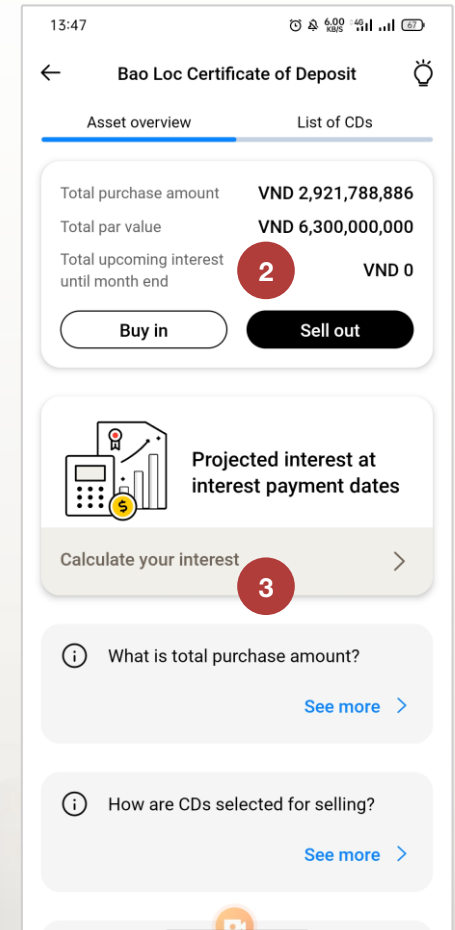 13:47
6.00 KB/S 4G 67
Bao Loc Certificate of Deposit
Asset overview
List of CDs
Total purchase amount VND 2,921,788,886
Total par value VND 6,300,000,000
Total upcoming interest
until month end
2
VND 0
Buy in
Sell out
$
Projected interest at
interest payment dates
Calculate your interest
3
i What is total purchase amount?
See more
i How are CDs selected for selling?
See more